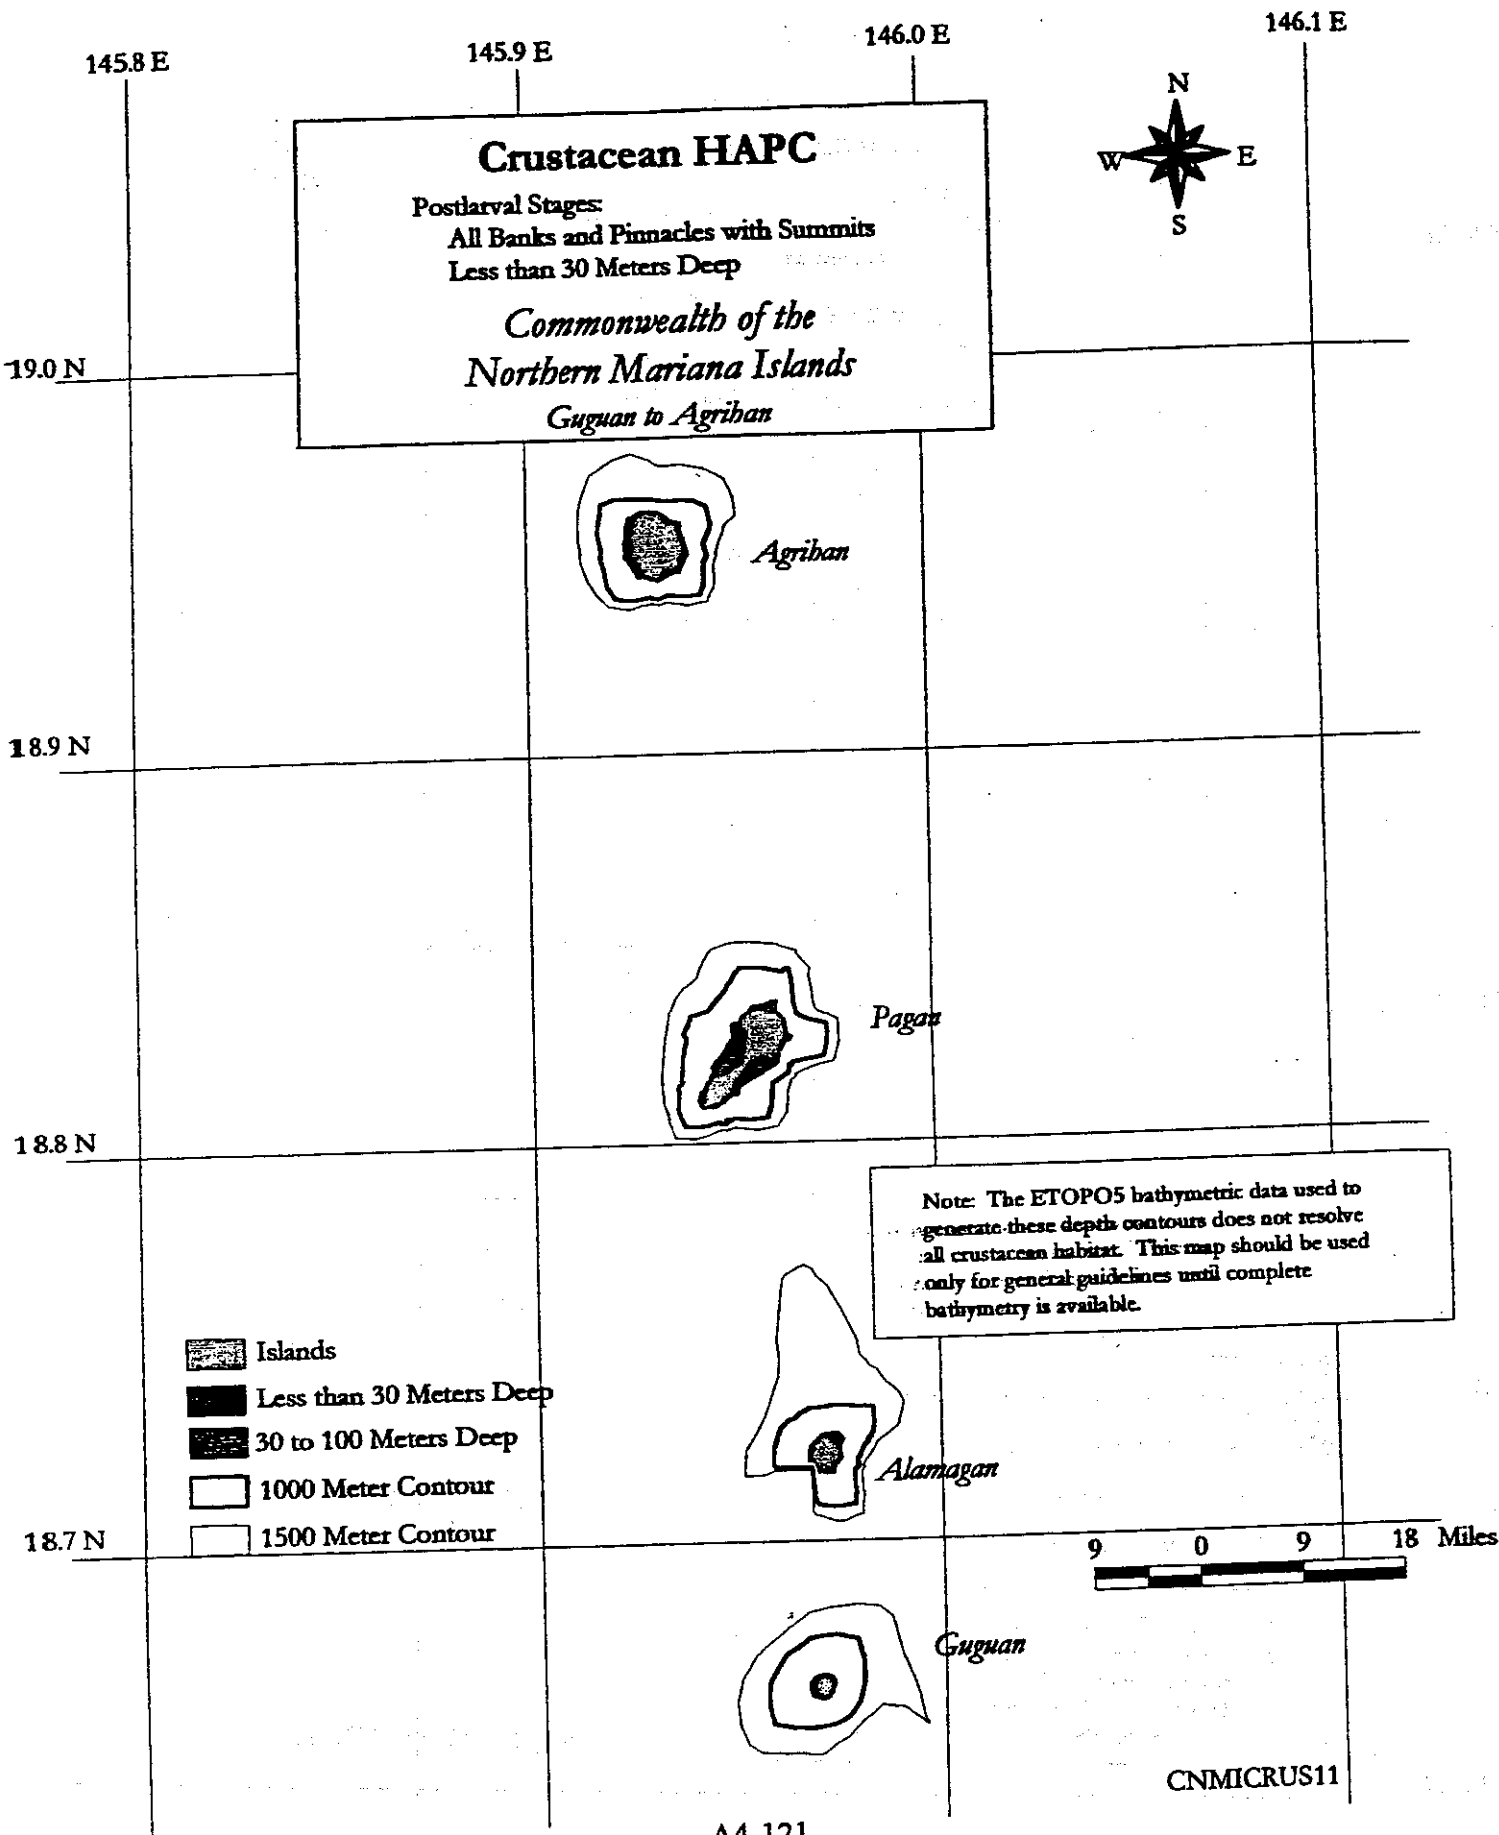 145.8 E
145.9 E
146.0 E
146.1 E
N
W
E
S
Crustacean HAPC
Postlarval Stages:
All Banks and Pinnacles with Summits
Less than 30 Meters Deep
Commonwealth of the
Northern Mariana Islands
Guguan to Agrihan
19.0 N
Agrihan
18.9 N
Pagan
18.8 N
Note: The ETOPO5 bathymetric data used to
generate these depth contours does not resolve
all crustacean habitat. This map should be used
only for general guidelines until complete
bathymetry is available.
Islands
Less than 30 Meters Deep
30 to 100 Meters Deep
1000 Meter Contour
1500 Meter Contour
Alamagan
18.7 N
9 0 9 18 Miles
Guguan
CNMICRUS11
A4-121